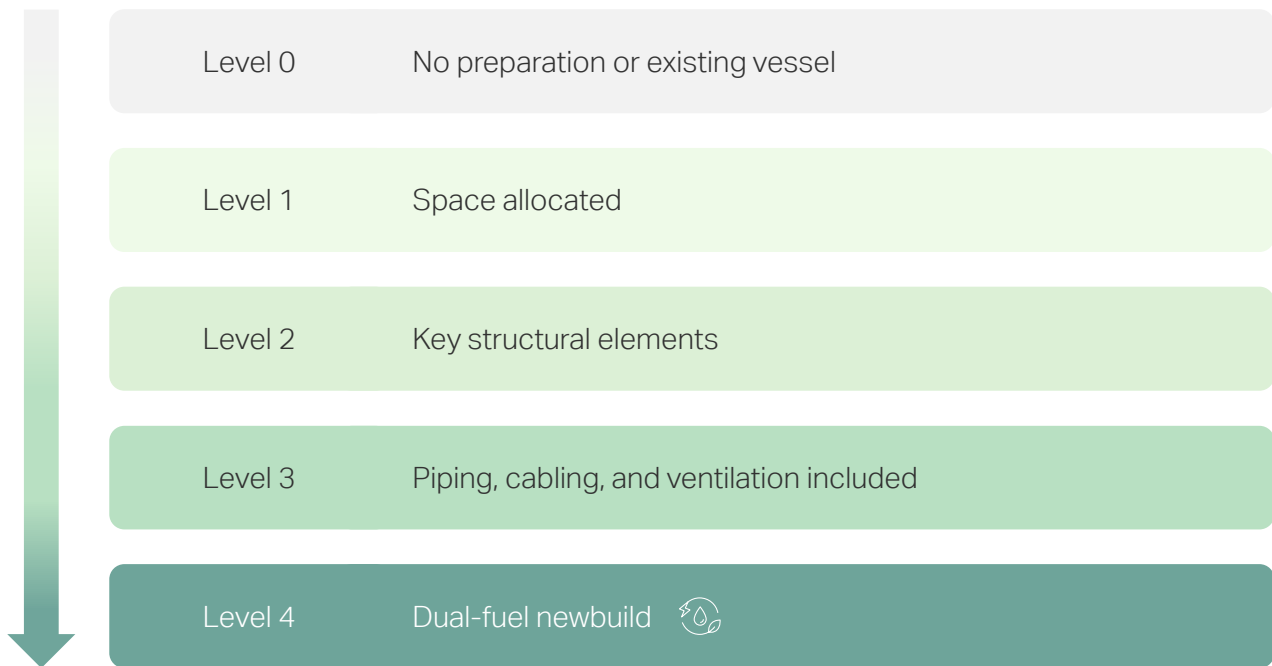 Level 0 No preparation or existing vessel
Level 1 Space allocated
Level 2 Key structural elements
Level 3 Piping, cabling, and ventilation included
Level 4 Dual-fuel newbuild